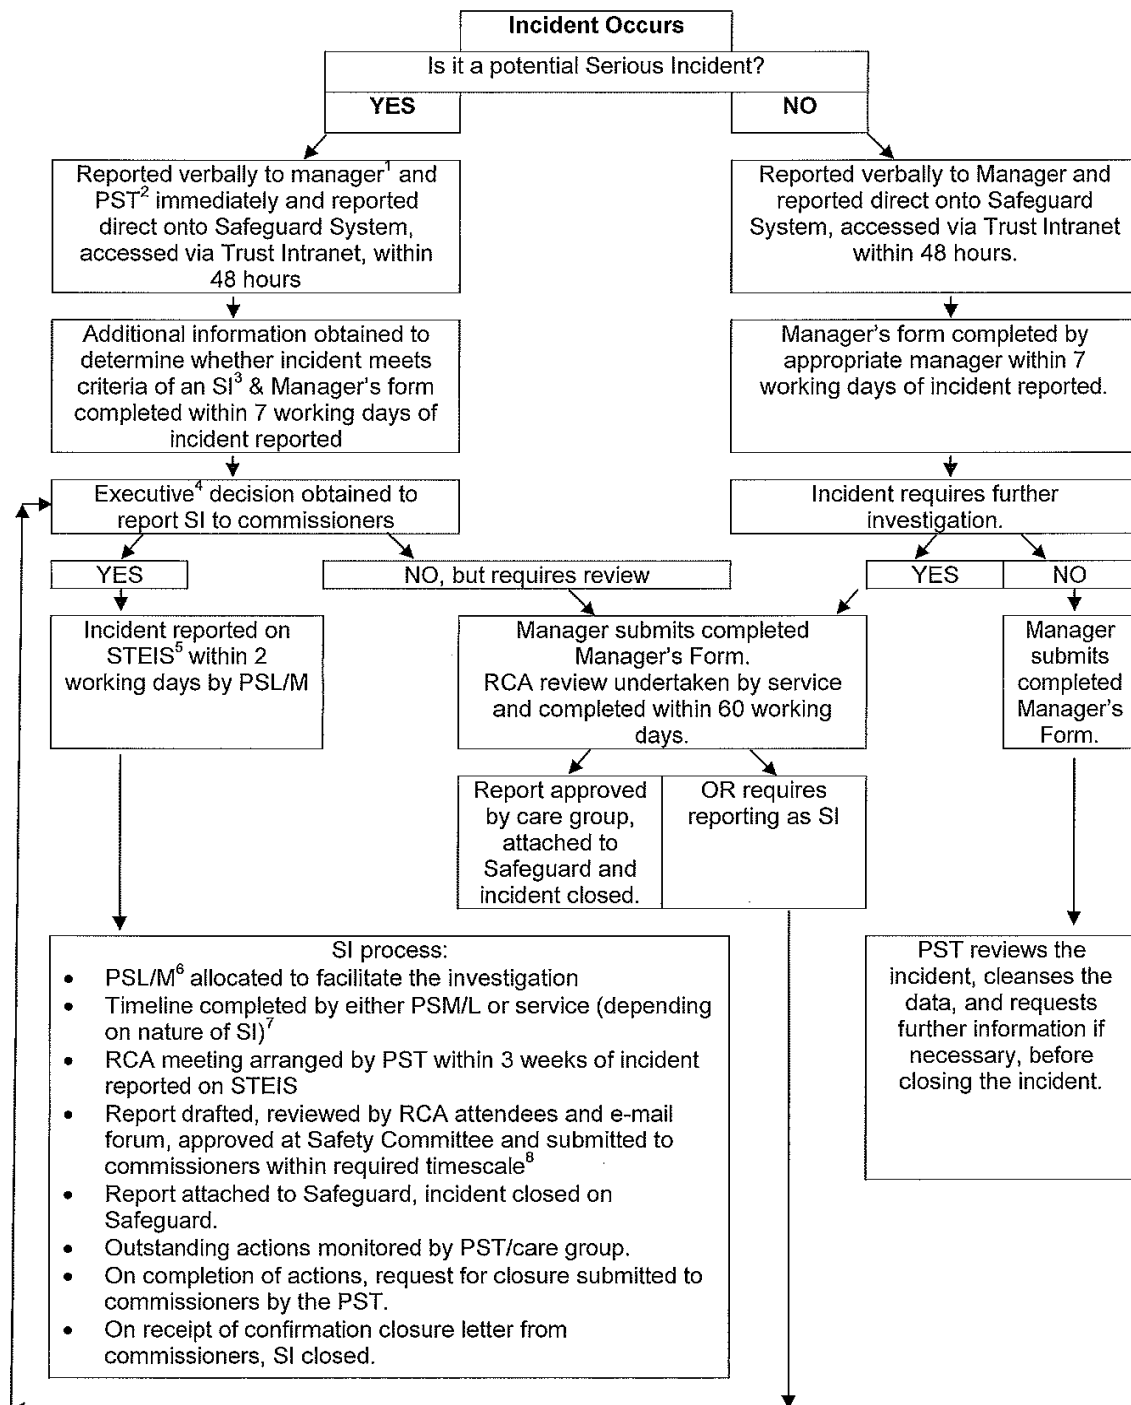 Incident Occurs
Is it a potential Serious Incident?
YES
NO
Reported verbally to manager¹ and
PST² immediately and reported
direct onto Safeguard System,
accessed via Trust Intranet, within
48 hours
Reported verbally to Manager and
reported direct onto Safeguard
System, accessed via Trust Intranet
within 48 hours.
Additional information obtained to
determine whether incident meets
criteria of an SI³ & Manager's form
completed within 7 working days of
incident reported
Manager's form completed by
appropriate manager within 7
working days of incident reported.
Executive⁴ decision obtained to
report SI to commissioners
Incident requires further
investigation.
YES
NO, but requires review
YES
NO
Incident reported on
STEIS⁵ within 2
working days by PSL/M
Manager submits completed
Manager's Form.
RCA review undertaken by service
and completed within 60 working
days.
Manager
submits
completed
Manager's
Form.
Report approved
by care group,
attached to
Safeguard and
incident closed.
OR requires
reporting as SI
SI process:
• PSL/M⁶ allocated to facilitate the investigation
• Timeline completed by either PSM/L or service (depending
on nature of SI)⁷
• RCA meeting arranged by PST within 3 weeks of incident
reported on STEIS
• Report drafted, reviewed by RCA attendees and e-mail
forum, approved at Safety Committee and submitted to
commissioners within required timescale⁸
• Report attached to Safeguard, incident closed on
Safeguard.
• Outstanding actions monitored by PST/care group.
• On completion of actions, request for closure submitted to
commissioners by the PST.
• On receipt of confirmation closure letter from
commissioners, SI closed.
PST reviews the
incident, cleanses the
data, and requests
further information if
necessary, before
closing the incident.